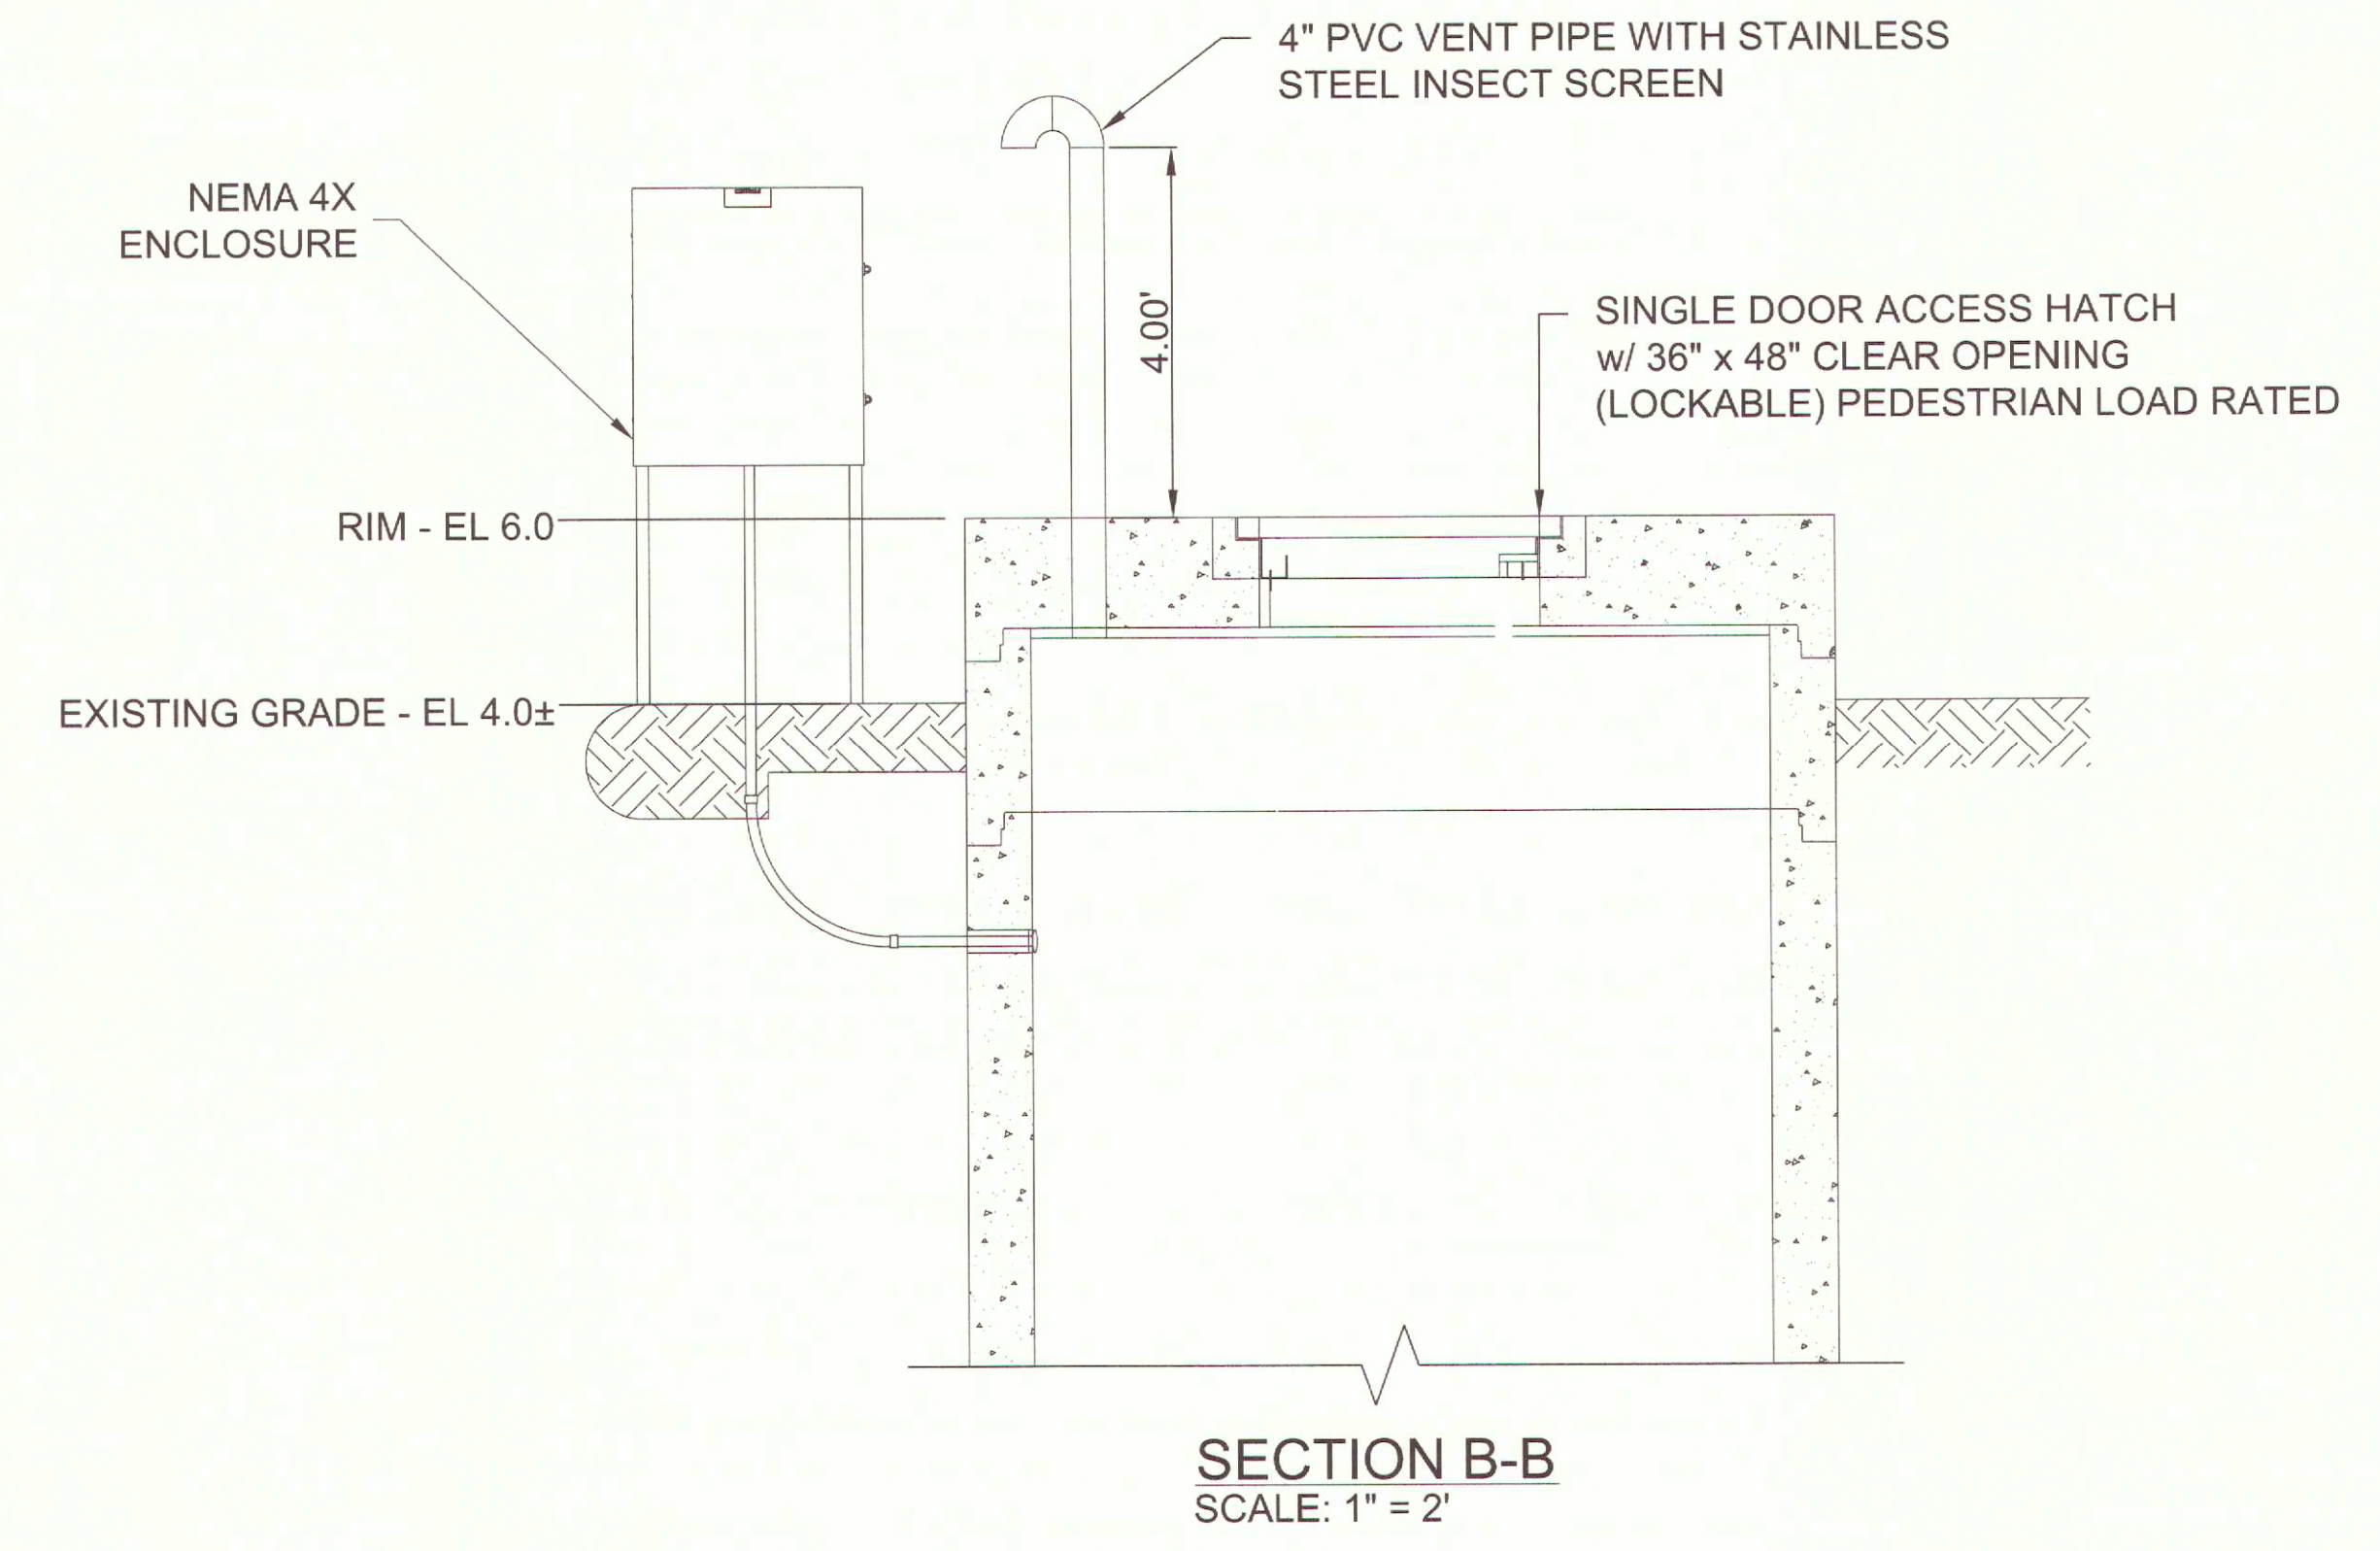 4" PVC VENT PIPE WITH STAINLESS
STEEL INSECT SCREEN
NEMA 4X
ENCLOSURE
4.00'
SINGLE DOOR ACCESS HATCH
w/ 36" x 48" CLEAR OPENING
(LOCKABLE) PEDESTRIAN LOAD RATED
RIM - EL 6.0
EXISTING GRADE - EL 4.0±
SECTION B-B
SCALE: 1" = 2'